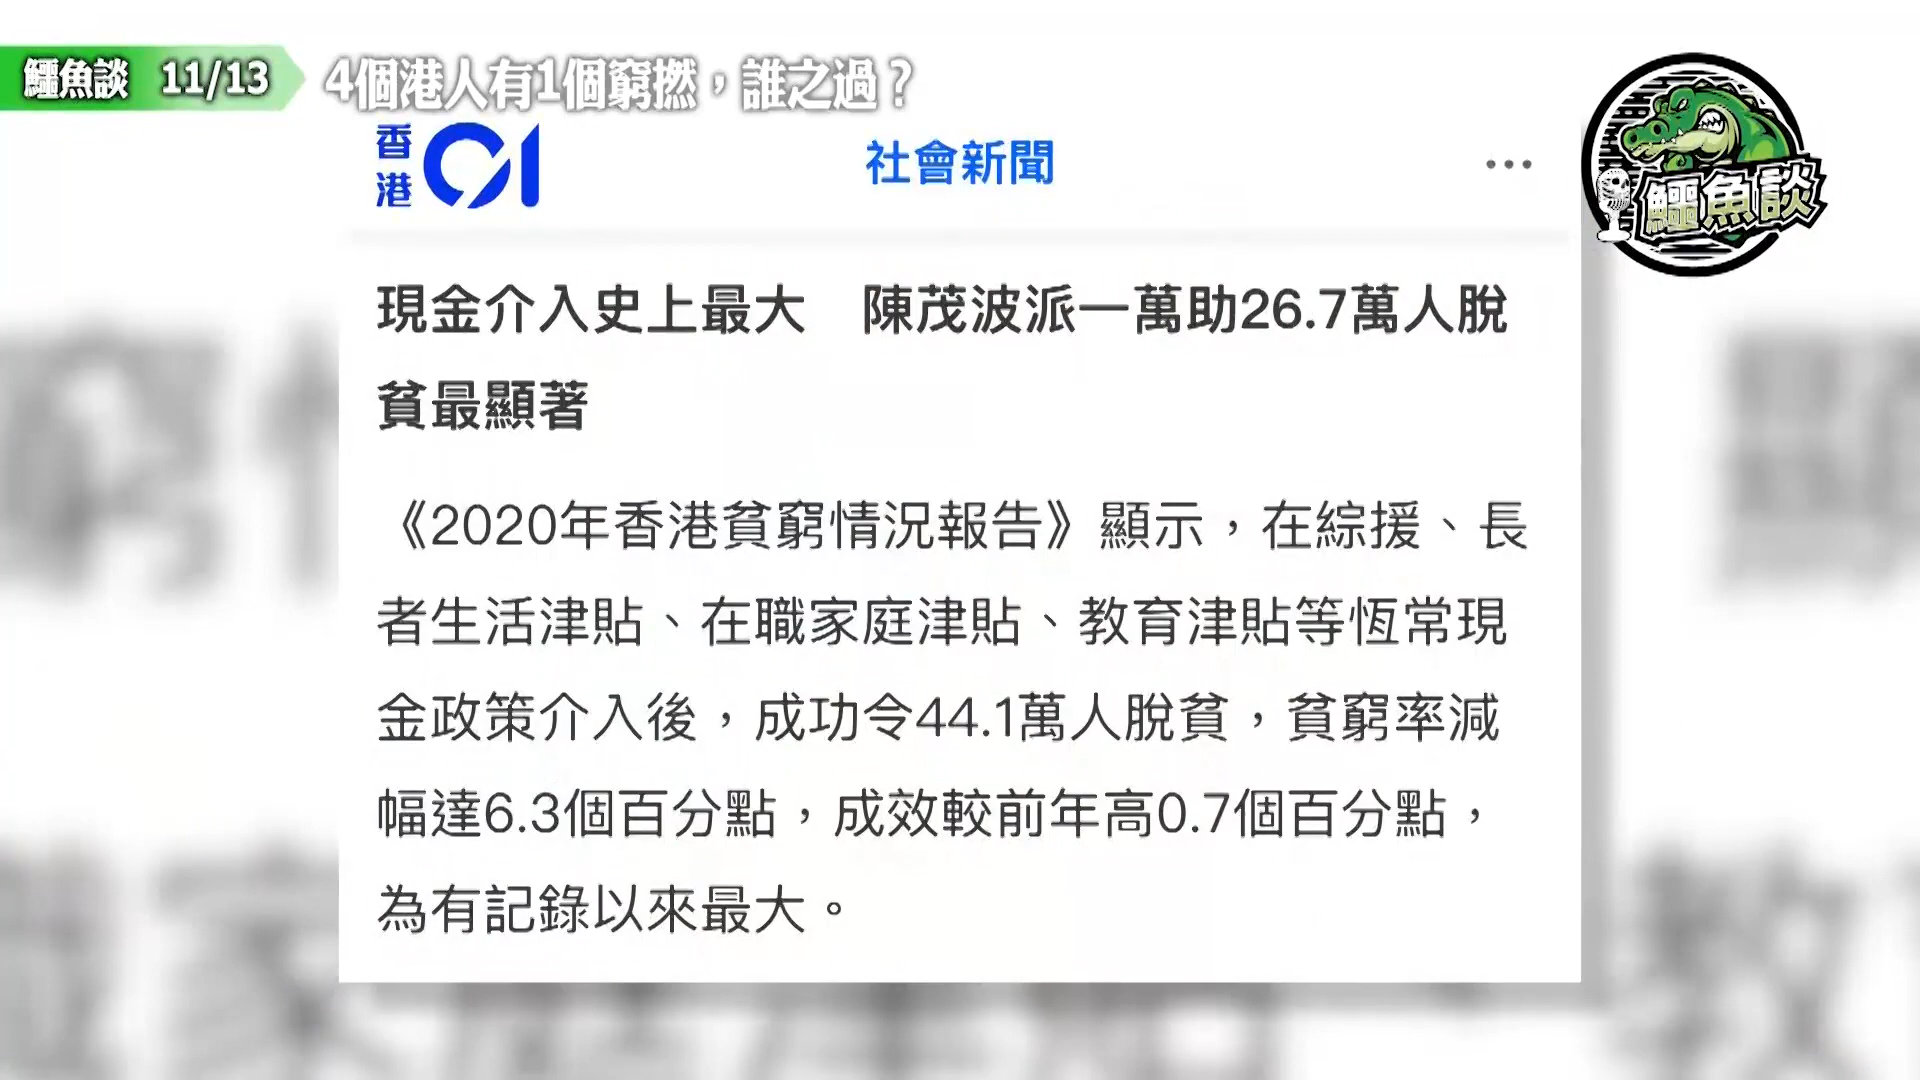 鱷魚談 11/13 4個港人有1個窮撚，誰之過？
香港01 社會新聞
鱷魚談
現金介入史上最大　陳茂波派一萬助26.7萬人脫
貧最顯著
《2020年香港貧窮情況報告》顯示，在綜援、長
者生活津貼、在職家庭津貼、教育津貼等恆常現
金政策介入後，成功令44.1萬人脫貧，貧窮率減
幅達6.3個百分點，成效較前年高0.7個百分點，
為有記錄以來最大。